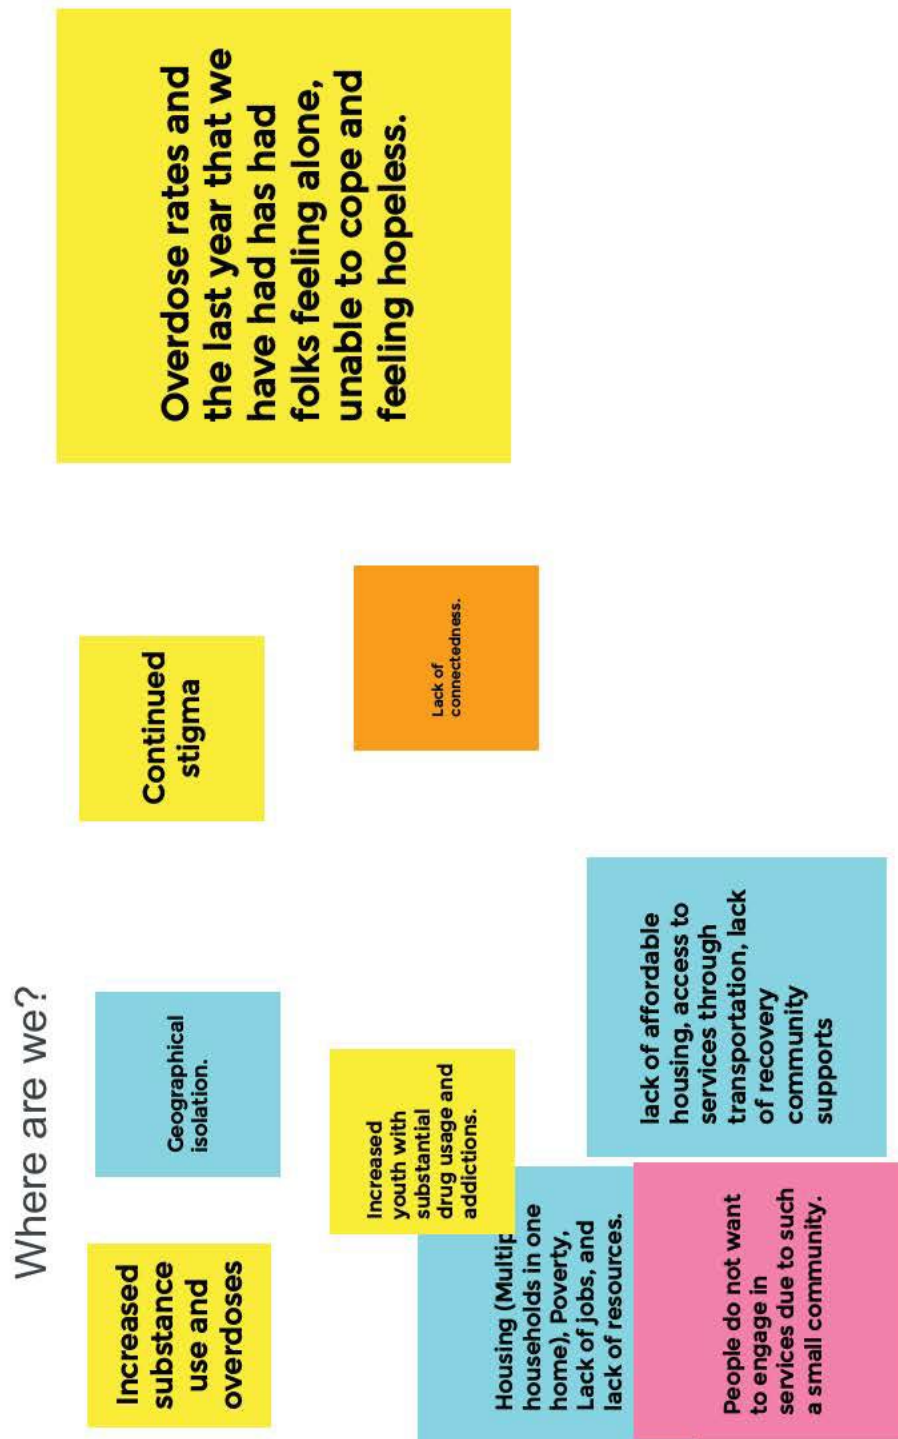 Where are we?
Increased
substance
use and
overdoses
Geographical
isolation.
Continued
stigma
Overdose rates and
the last year that we
have had has had
folks feeling alone,
unable to cope and
feeling hopeless.
Increased
youth with
substantial
drug usage and
addictions.
Lack of
connectedness.
Housing (Multip
households in one
home), Poverty,
Lack of jobs, and
lack of resources.
lack of affordable
housing, access to
services through
transportation, lack
of recovery
community
supports
People do not want
to engage in
services due to such
a small community.